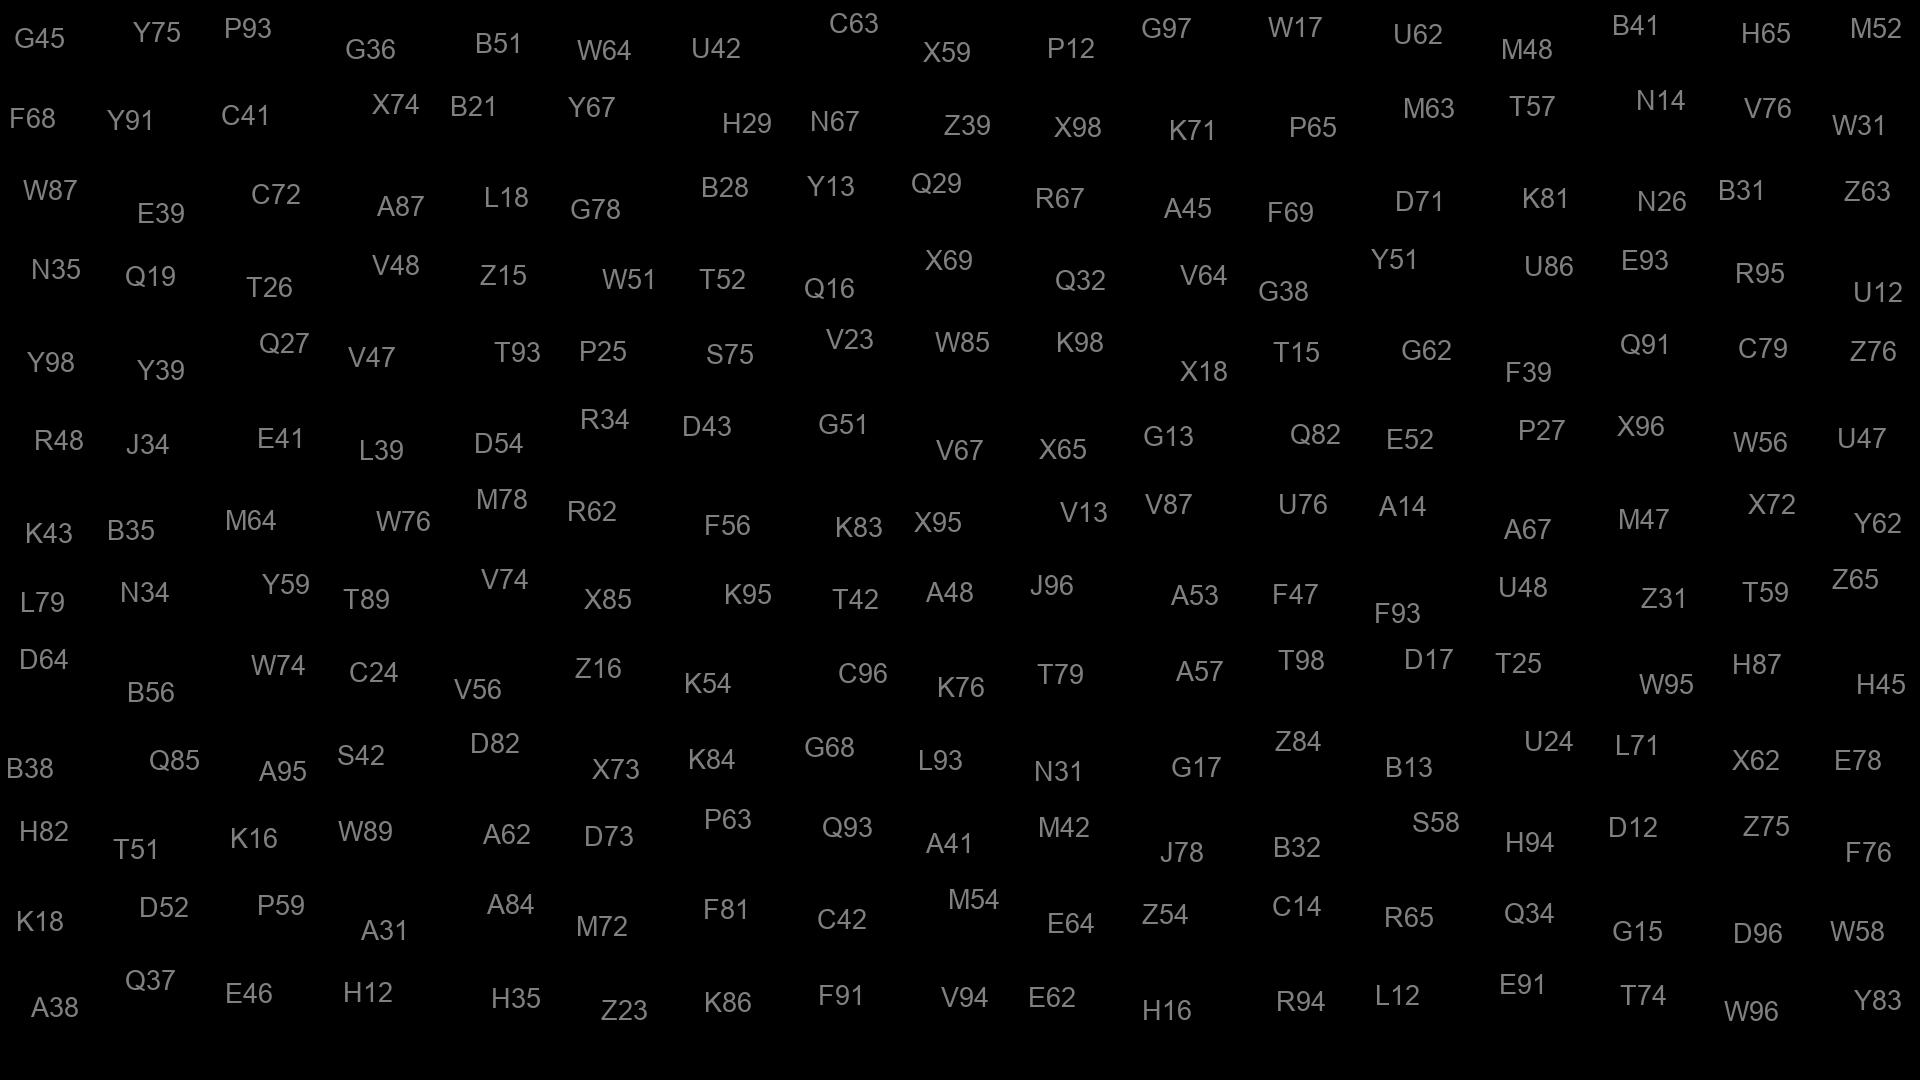 G45 Y75 P93 G36 B51 W64 U42 C63 X59 P12 G97 W17 U62 M48 B41 H65 M52
F68 Y91 C41 X74 B21 Y67 H29 N67 Z39 X98 K71 P65 M63 T57 N14 V76 W31
W87 E39 C72 A87 L18 G78 B28 Y13 Q29 R67 A45 F69 D71 K81 N26 B31 Z63
N35 Q19 T26 V48 Z15 W51 T52 Q16 X69 Q32 V64 G38 Y51 U86 E93 R95 U12
Y98 Y39 Q27 V47 T93 P25 S75 V23 W85 K98 X18 T15 G62 F39 Q91 C79 Z76
R48 J34 E41 L39 D54 R34 D43 G51 V67 X65 G13 Q82 E52 P27 X96 W56 U47
K43 B35 M64 W76 M78 R62 F56 K83 X95 V13 V87 U76 A14 A67 M47 X72 Y62
L79 N34 Y59 T89 V74 X85 K95 T42 A48 J96 A53 F47 F93 U48 Z31 T59 Z65
D64 B56 W74 C24 V56 Z16 K54 C96 K76 T79 A57 T98 D17 T25 W95 H87 H45
B38 Q85 A95 S42 D82 X73 K84 G68 L93 N31 G17 Z84 B13 U24 L71 X62 E78
H82 T51 K16 W89 A62 D73 P63 Q93 A41 M42 J78 B32 S58 H94 D12 Z75 F76
K18 D52 P59 A31 A84 M72 F81 C42 M54 E64 Z54 C14 R65 Q34 G15 D96 W58
A38 Q37 E46 H12 H35 Z23 K86 F91 V94 E62 H16 R94 L12 E91 T74 W96 Y83